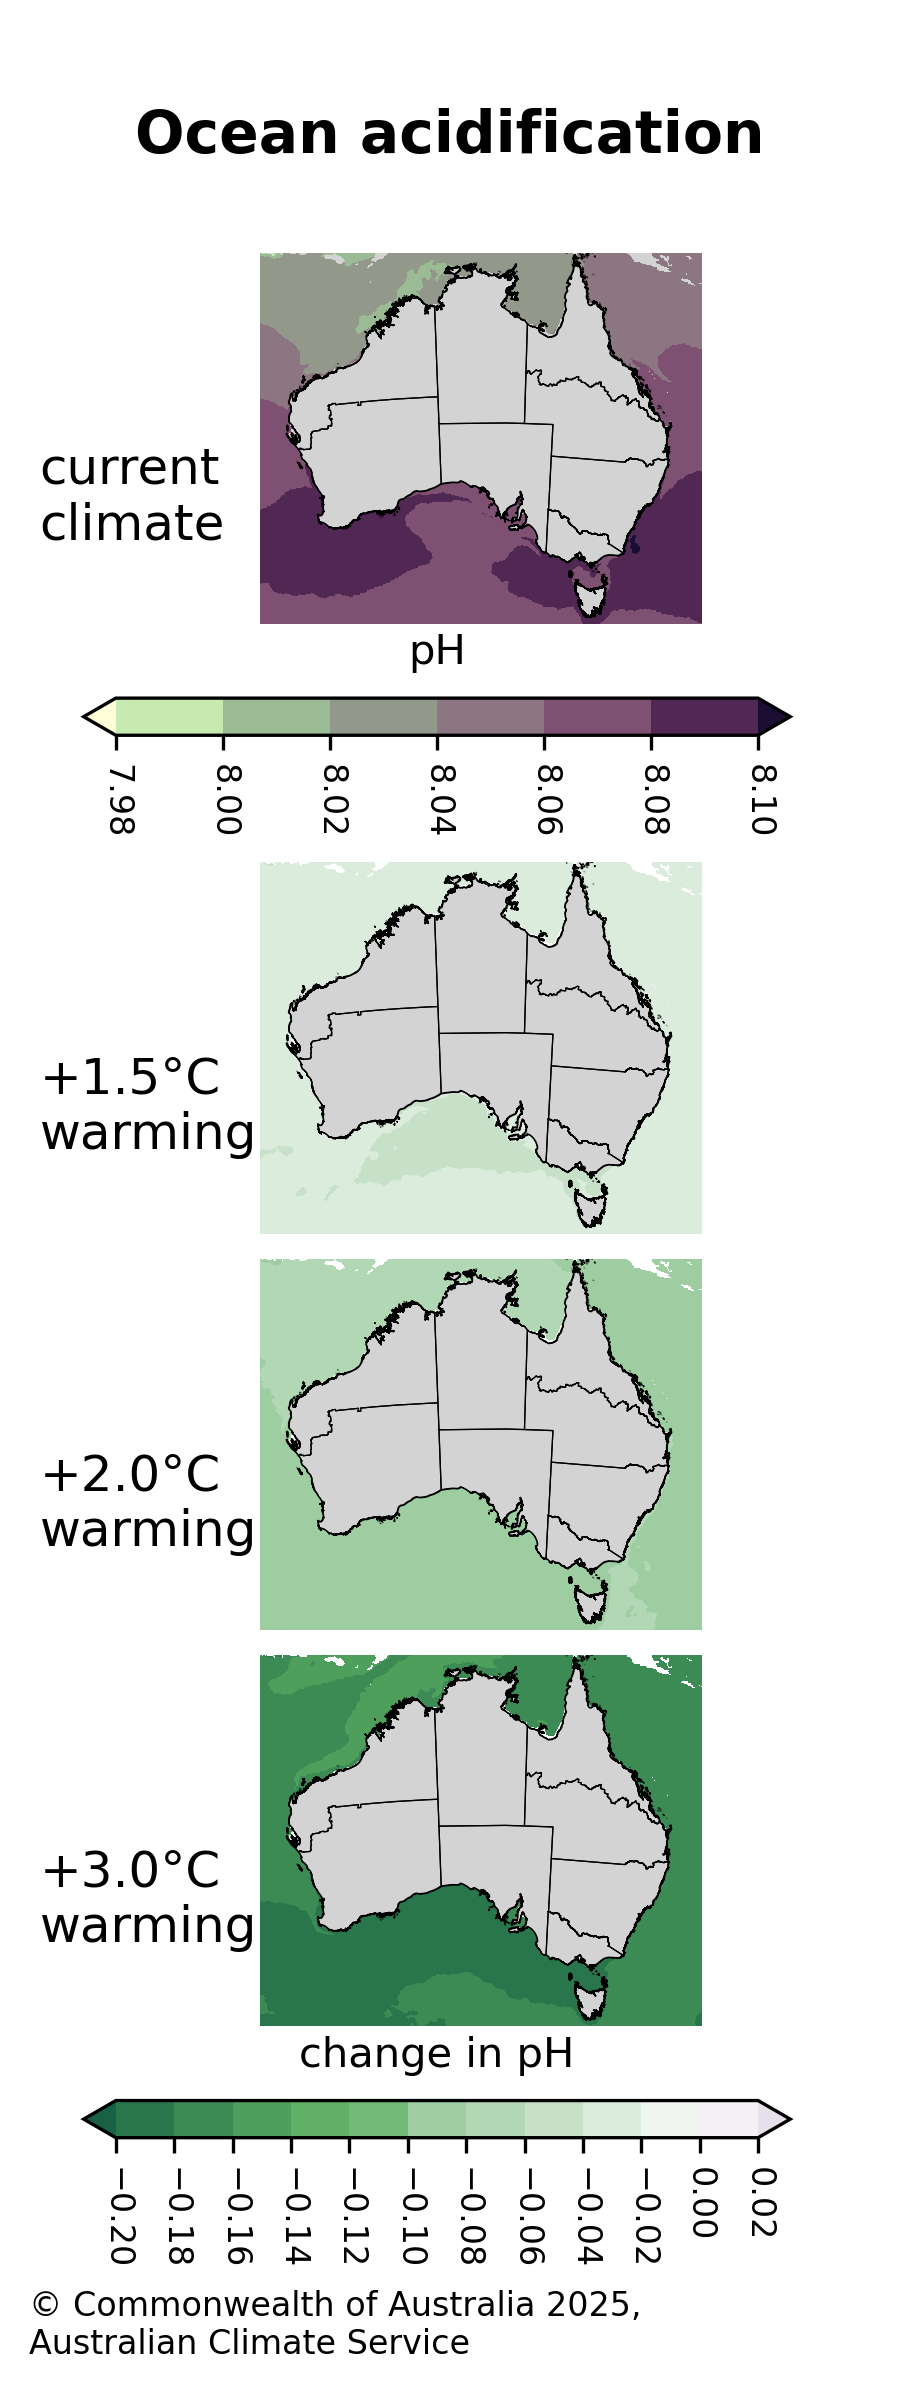 Ocean acidification
current
climate
pH
7.98 8.00 8.02 8.04 8.06 8.08 8.10
+1.5°C
warming
+2.0°C
warming
+3.0°C
warming
change in pH
−0.20 −0.18 −0.16 −0.14 −0.12 −0.10 −0.08 −0.06 −0.04 −0.02 0.00 0.02
© Commonwealth of Australia 2025,
Australian Climate Service